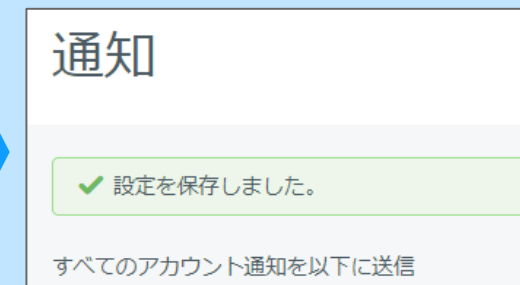 通知
設定を保存しました。
すべてのアカウント通知を以下に送信